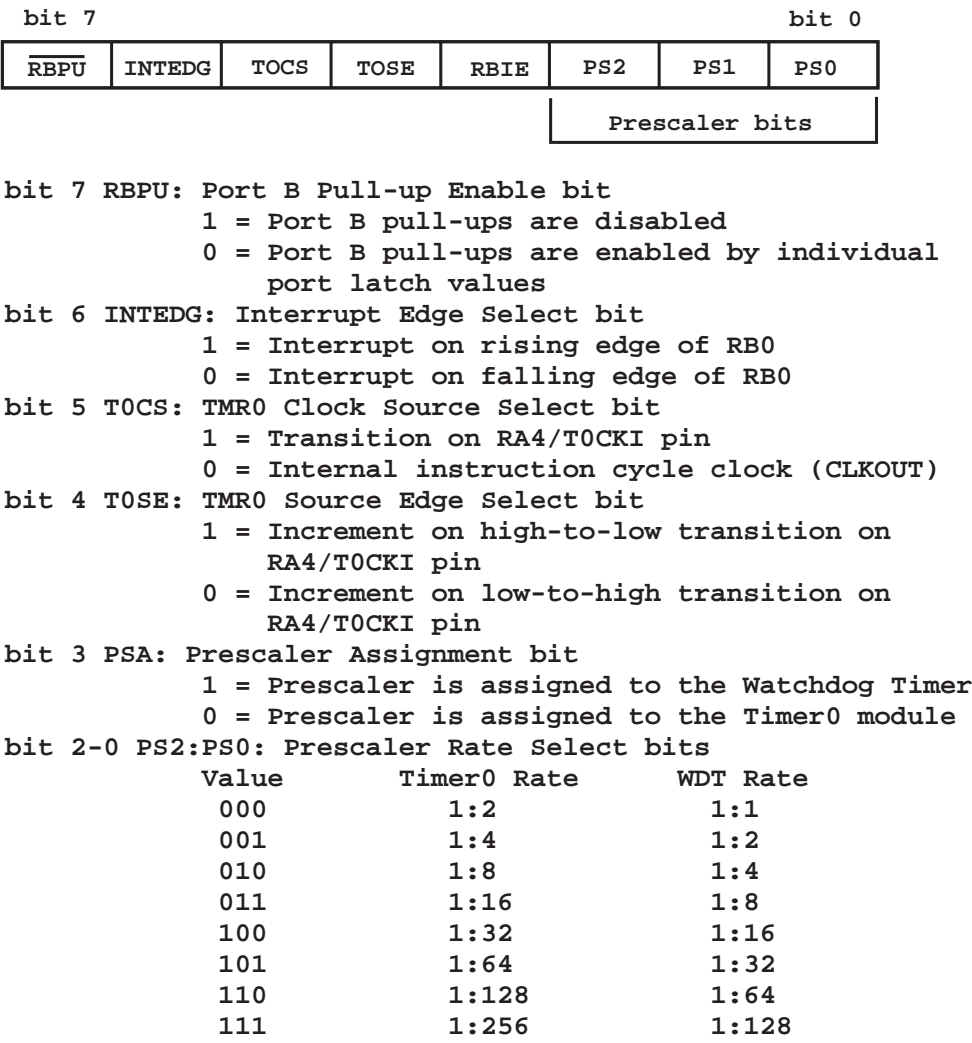 bit 7 bit 0
RBPU INTEDG TOCS TOSE RBIE PS2 PS1 PS0
Prescaler bits
bit 7 RBPU: Port B Pull-up Enable bit
1 = Port B pull-ups are disabled
0 = Port B pull-ups are enabled by individual
port latch values
bit 6 INTEDG: Interrupt Edge Select bit
1 = Interrupt on rising edge of RB0
0 = Interrupt on falling edge of RB0
bit 5 T0CS: TMR0 Clock Source Select bit
1 = Transition on RA4/T0CKI pin
0 = Internal instruction cycle clock (CLKOUT)
bit 4 T0SE: TMR0 Source Edge Select bit
1 = Increment on high-to-low transition on
RA4/T0CKI pin
0 = Increment on low-to-high transition on
RA4/T0CKI pin
bit 3 PSA: Prescaler Assignment bit
1 = Prescaler is assigned to the Watchdog Timer
0 = Prescaler is assigned to the Timer0 module
bit 2-0 PS2:PS0: Prescaler Rate Select bits
Value Timer0 Rate WDT Rate
000 1:2 1:1
001 1:4 1:2
010 1:8 1:4
011 1:16 1:8
100 1:32 1:16
101 1:64 1:32
110 1:128 1:64
111 1:256 1:128